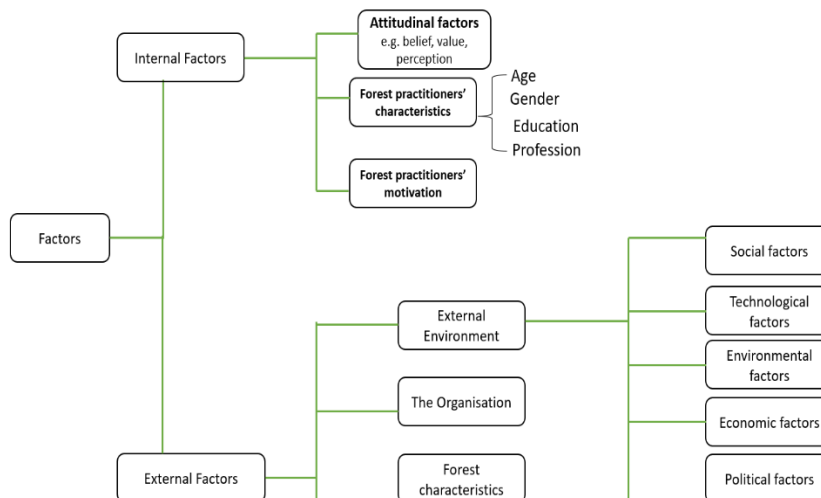 Attitudinal factors
e.g. belief, value,
perception
Internal Factors
Forest practitioners’
characteristics
Age
Gender
Education
Profession
Forest practitioners’
motivation
Factors
Social factors
External
Environment
Technological
factors
Environmental
factors
The Organisation
Economic factors
External Factors
Forest
characteristics
Political factors